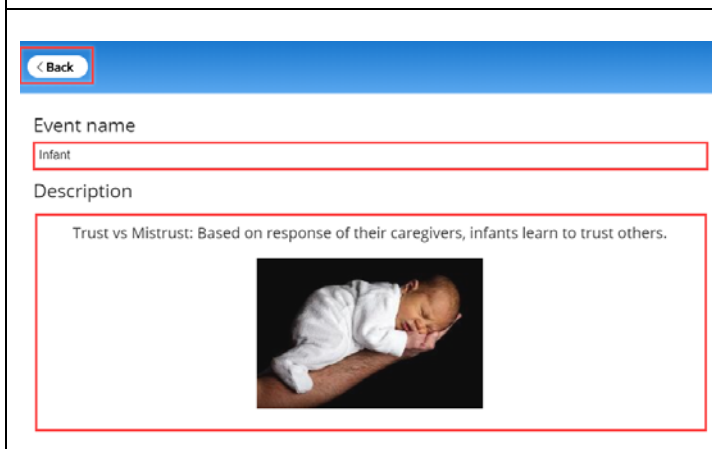 < Back
Event name
Infant
Description
Trust vs Mistrust: Based on response of their caregivers, infants learn to trust others.